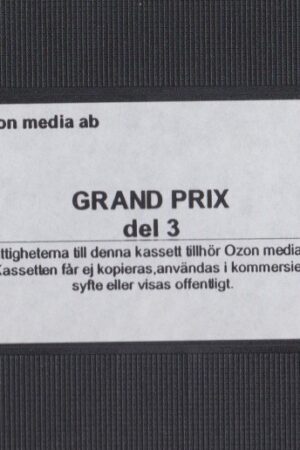 on media ab
GRAND PRIX
del 3
ttigheterna till denna kassett tillhör Ozon media
Kassetten får ej kopieras,användas i kommersie
syfte eller visas offentligt.